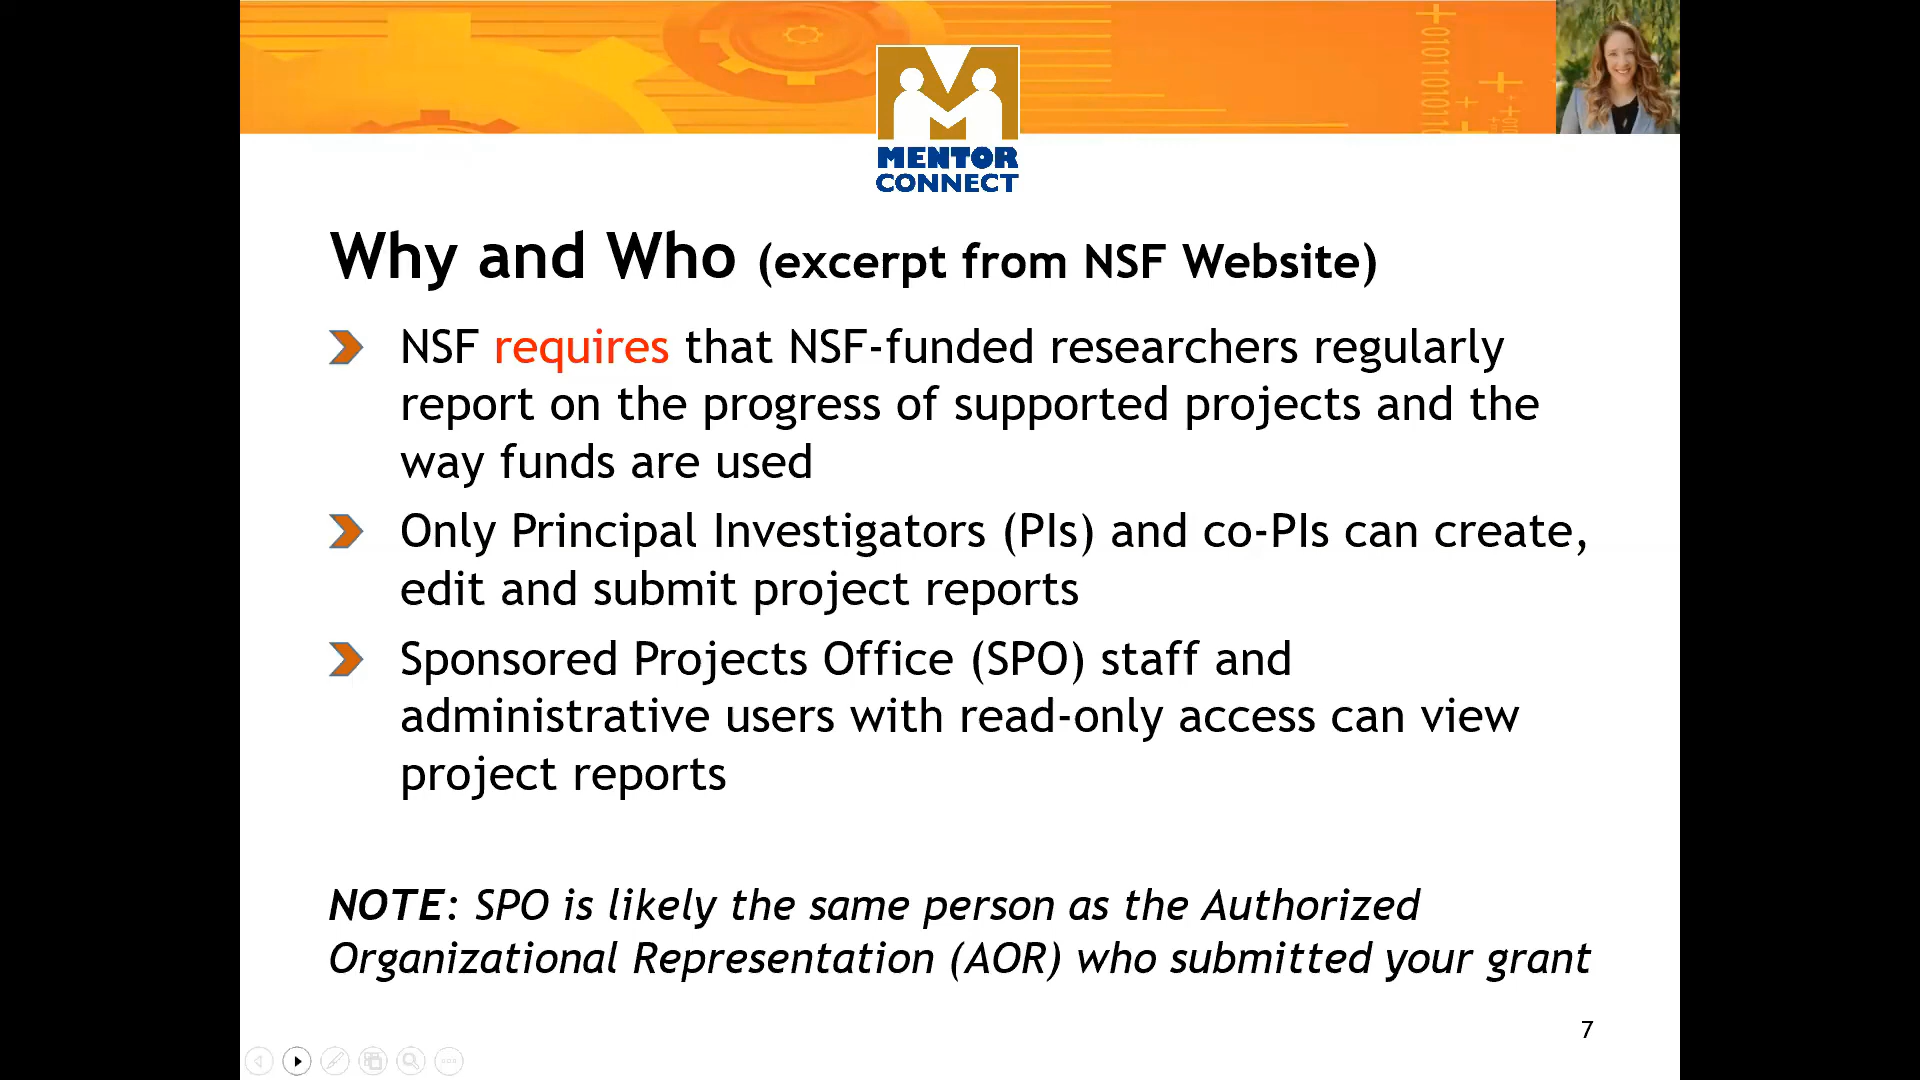 MENTOR
CONNECT
Why and Who (excerpt from NSF Website)
NSF requires that NSF-funded researchers regularly
report on the progress of supported projects and the
way funds are used
Only Principal Investigators (PIs) and co-PIs can create,
edit and submit project reports
Sponsored Projects Office (SPO) staff and
administrative users with read-only access can view
project reports
NOTE: SPO is likely the same person as the Authorized
Organizational Representation (AOR) who submitted your grant
7